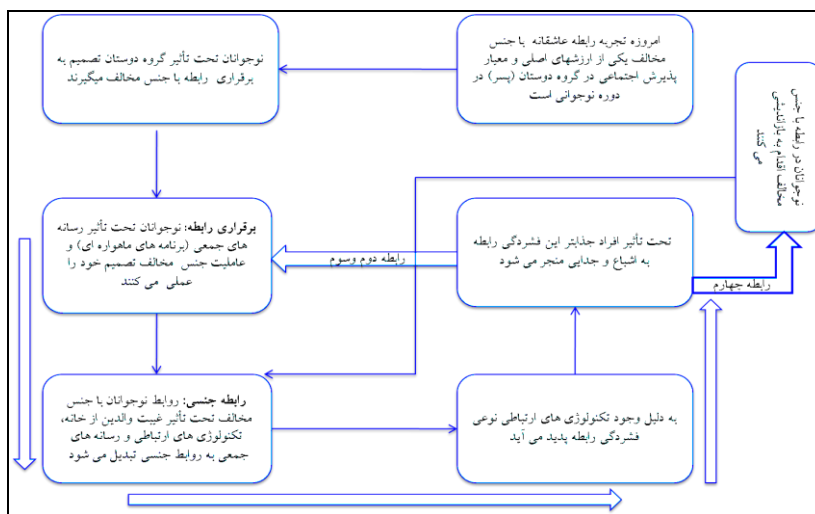 امروزه تجربه رابطه عاشقانه با جنس
مخالف یکی از ارزشهای اصلی و معیار
پذیرش اجتماعی در گروه دوستان (پسر) در
دوره نوجوانی است
نوجوانان تحت تأثیر گروه دوستان تصمیم به
برقراری رابطه با جنس مخالف میگیرند
برقراری رابطه: نوجوانان تحت تأثیر رسانه
های جمعی (برنامه های ماهواره ای) و
عاملیت جنس مخالف تصمیم خود را
عملی می کنند
رابطه جنسی: روابط نوجوانان با جنس
مخالف تحت تأثیر غیبت والدین از خانه،
تکنولوژی های ارتباطی و رسانه های
جمعی به روابط جنسی تبدیل می شود
به دلیل وجود تکنولوژی های ارتباطی نوعی
فشردگی رابطه پدید می آید
تحت تأثیر افراد جذابتر این فشردگی رابطه
به اشباع و جدایی منجر می شود
رابطه دوم وسوم
رابطه چهارم
نوجوانان در رابطه با جنس
مخالف اقدام به بازاندیشی
می کنند